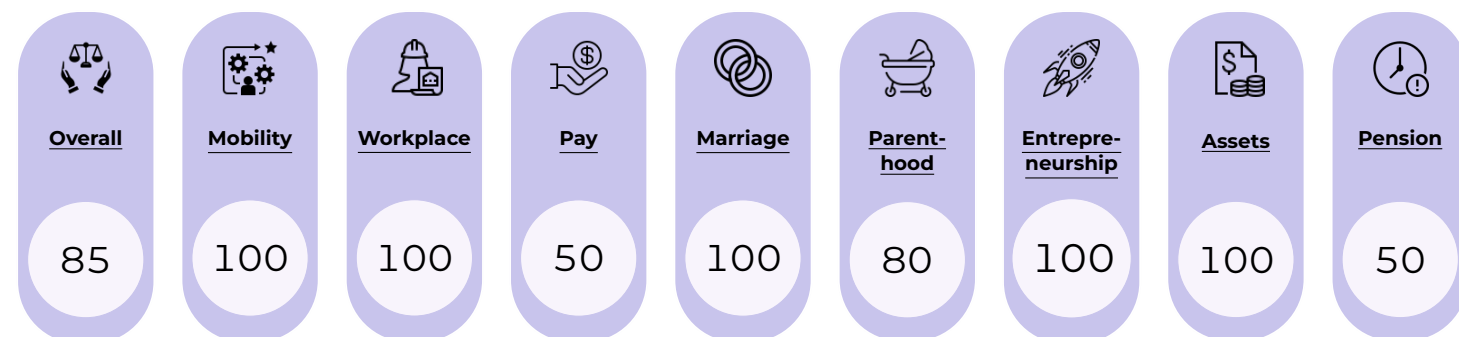 Overall
85
Mobility
100
Workplace
100
$
Pay
50
Marriage
100
Parent-
hood
80
Entrepre-
neurship
100
$
Assets
100
!
Pension
50